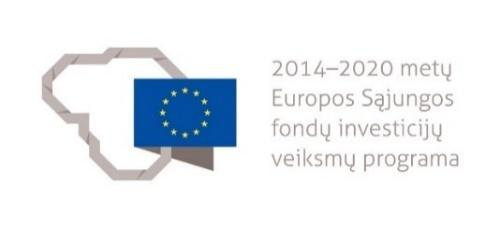 2014–2020 metų
Europos Sąjungos
fondų investicijų
veiksmų programa